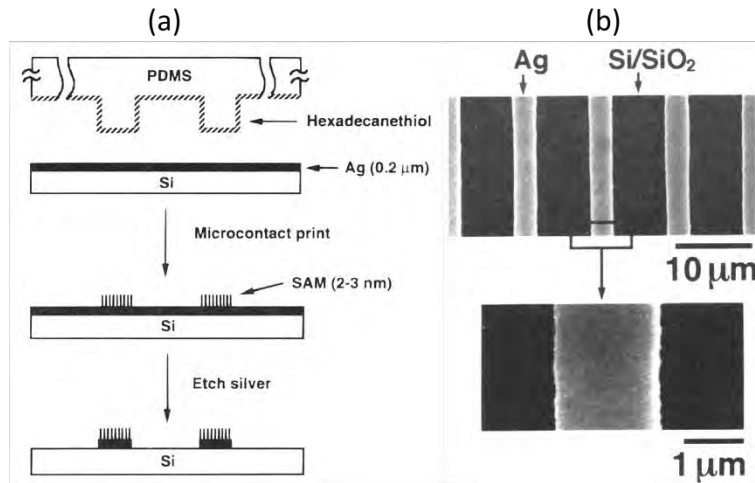 (a)
PDMS
Hexadecanethiol
Ag (0.2 μm)
Si
Microcontact print
SAM (2-3 nm)
Si
Etch silver
Si
(b)
Ag
Si/SiO₂
10 μm
1 μm